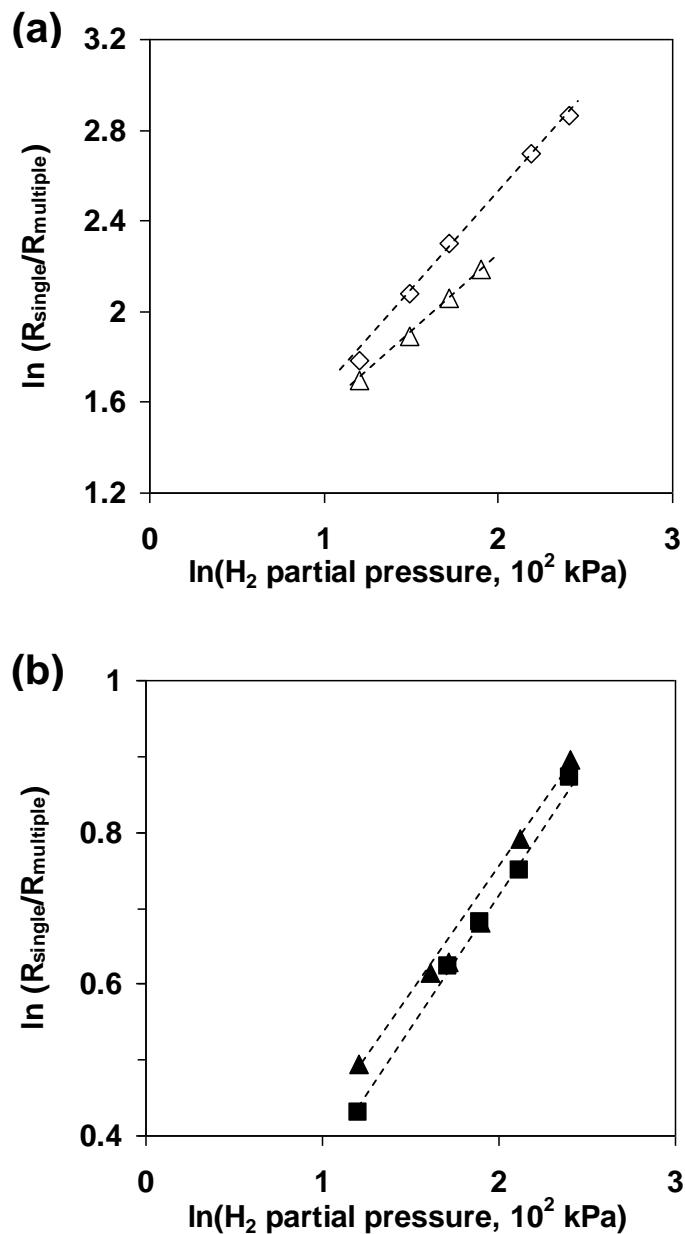 (a)
3.2
2.8
2.4
2
1.6
1.2
ln (Rsingle/Rmultiple)
0 1 2 3
ln(H2 partial pressure, 10² kPa)
(b)
1
0.8
0.6
0.4
ln (Rsingle/Rmultiple)
0 1 2 3
ln(H2 partial pressure, 10² kPa)